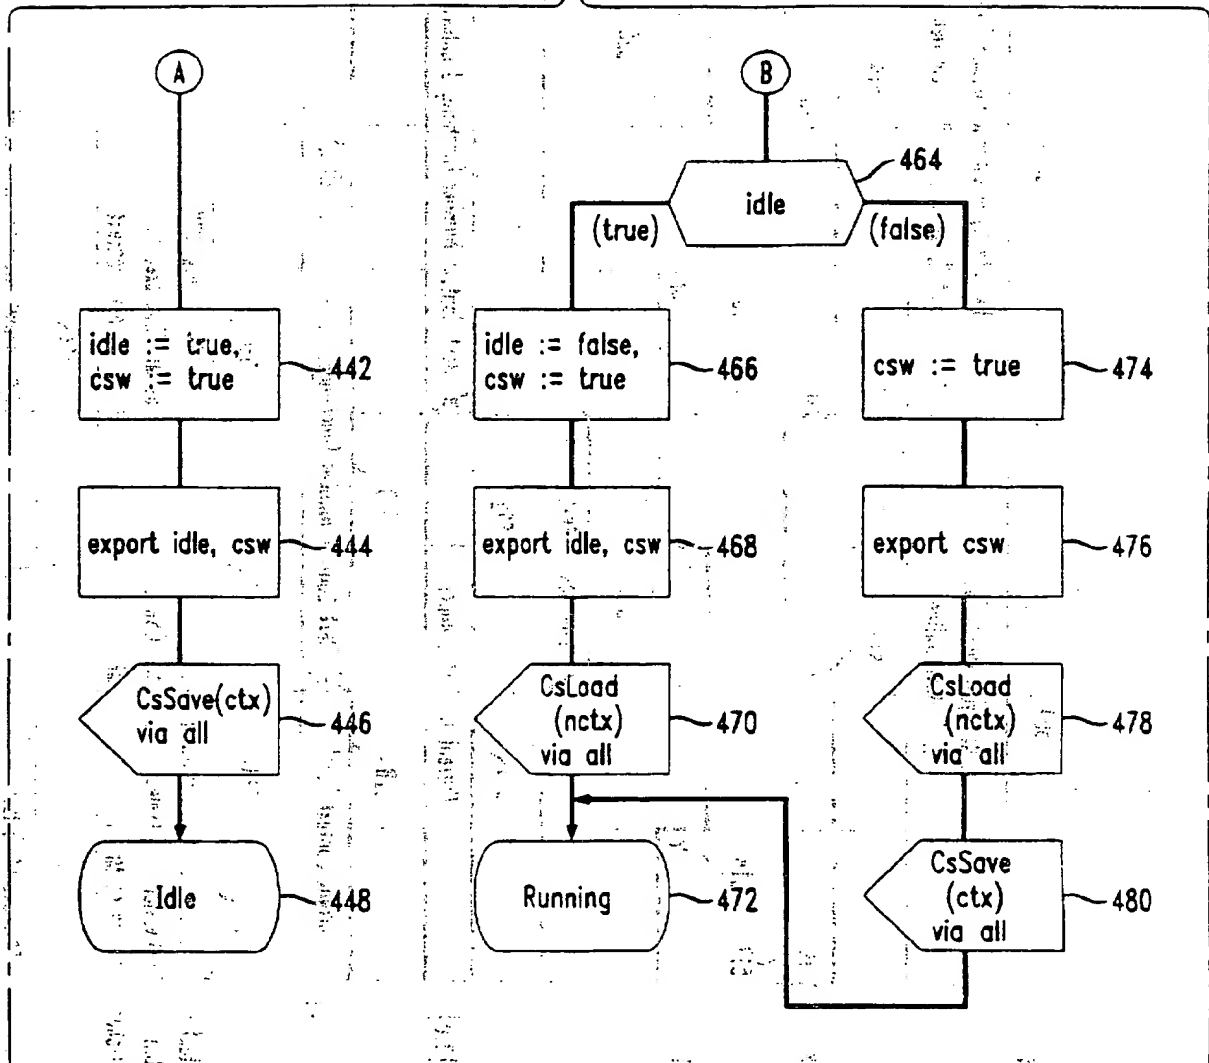 A
idle := true,
csw := true
442
export idle, csw
444
CsSave(ctx)
via all
446
Idle
448
B
464
idle
(true)
(false)
idle := false,
csw := true
466
export idle, csw
468
CsLoad
(nctx)
via all
470
Running
472
csw := true
474
export csw
476
CsLoad
(nctx)
via all
478
CsSave
(ctx)
via all
480